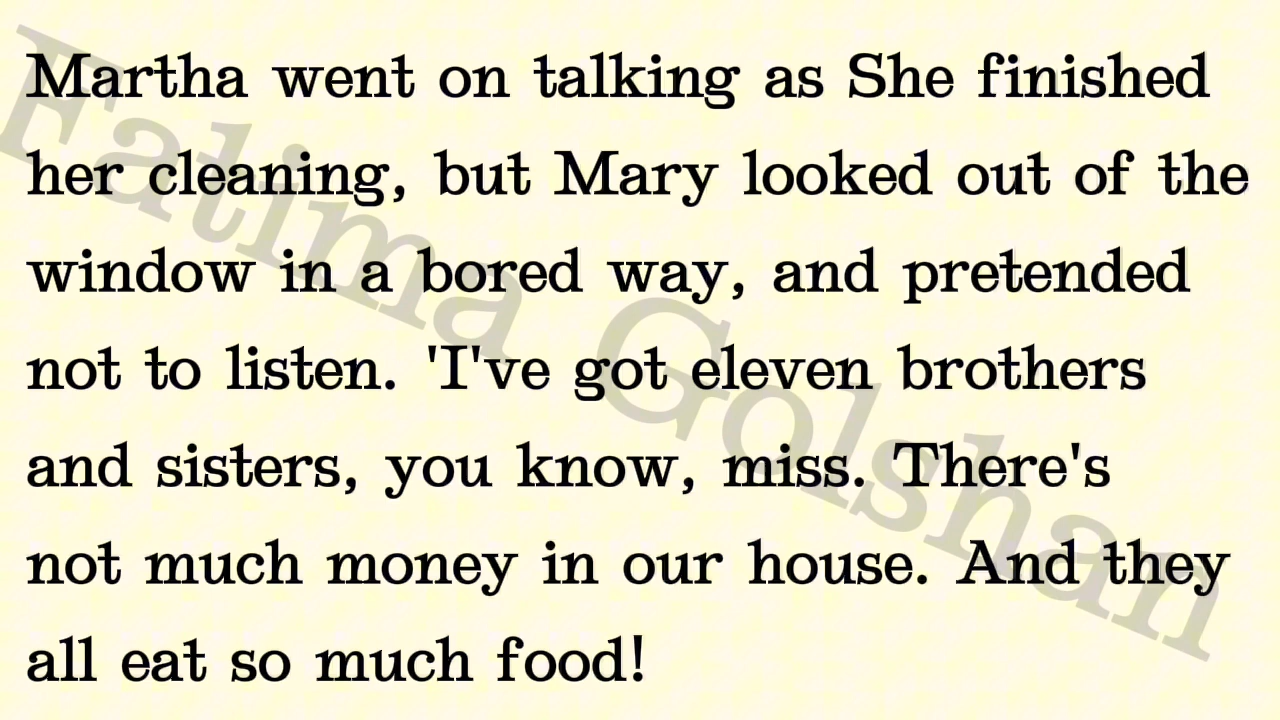 Martha went on talking as She finished
her cleaning, but Mary looked out of the
window in a bored way, and pretended
not to listen. 'I've got eleven brothers
and sisters, you know, miss. There's
not much money in our house. And they
all eat so much food!
Fatima Golshan